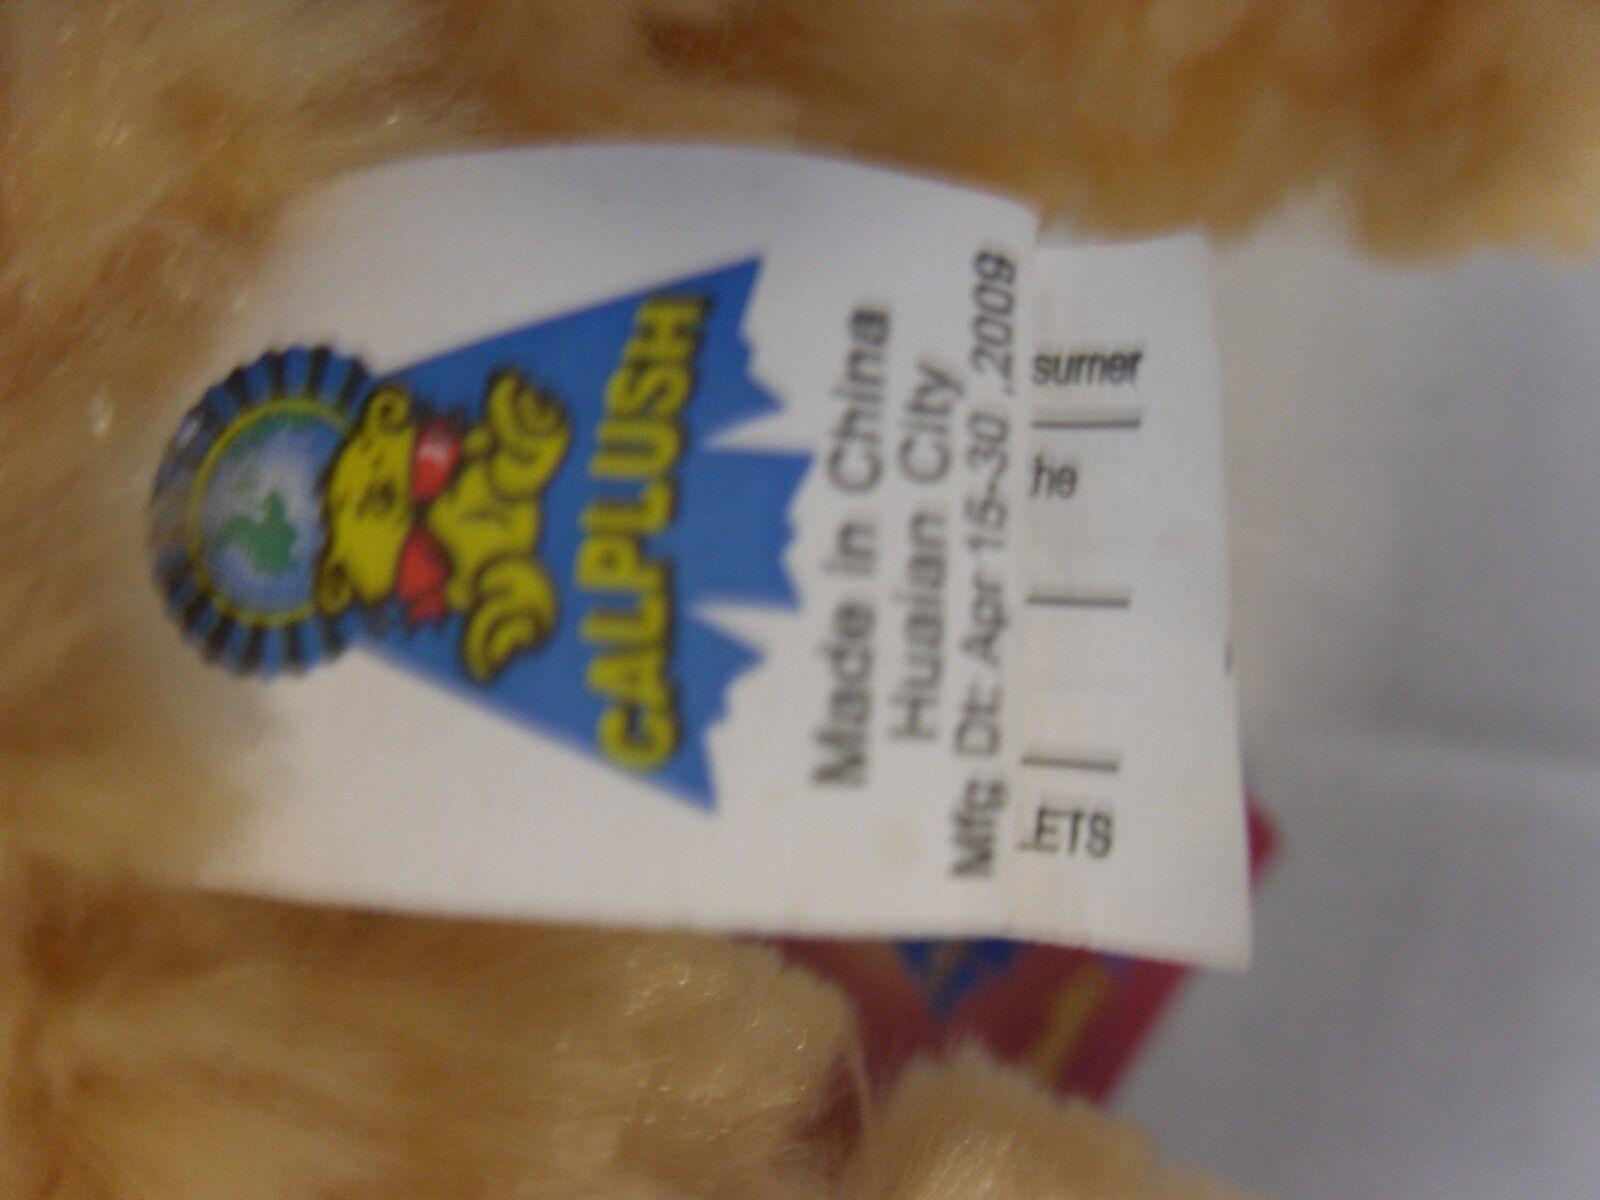 CALPLUSH
Made in China
Huaian City
Mfg Dt: Apr 15-30 ,2009
sumer
he
ETS